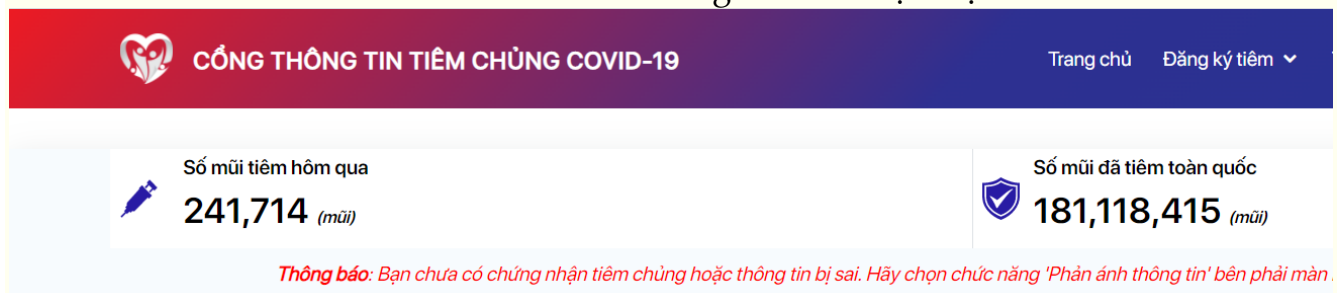 CỔNG THÔNG TIN TIÊM CHỦNG COVID-19
Trang chủ Đăng ký tiêm
Số mũi tiêm hôm qua
241,714 (mũi)
Số mũi đã tiêm toàn quốc
181,118,415 (mũi)
Thông báo: Bạn chưa có chứng nhận tiêm chủng hoặc thông tin bị sai. Hãy chọn chức năng 'Phản ánh thông tin' bên phải màn